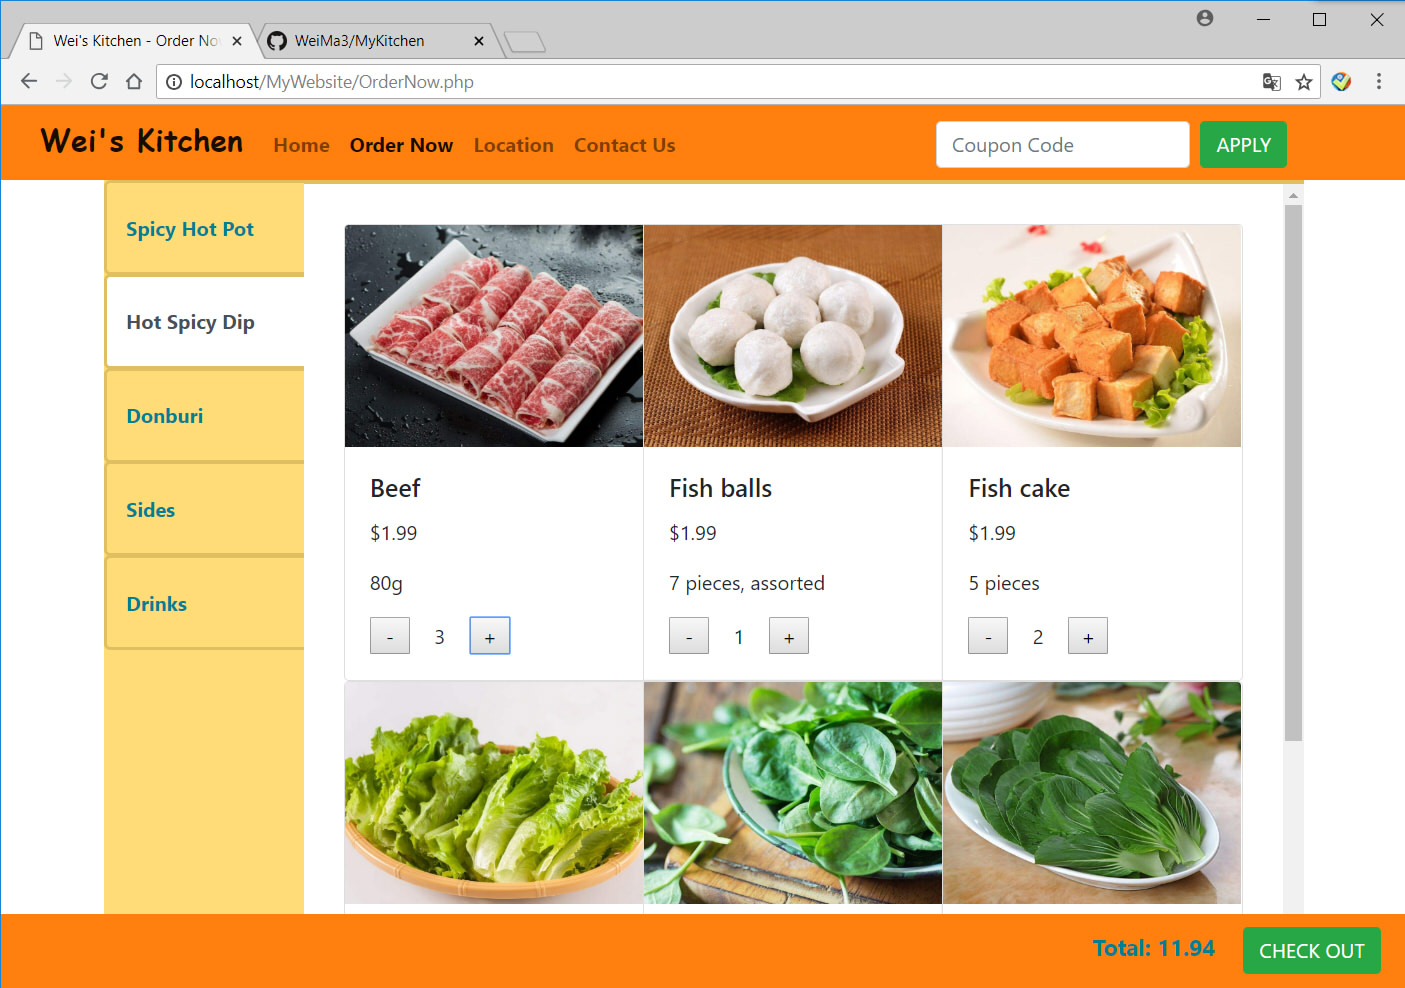 Wei's Kitchen - Order No
WeiMa3/MyKitchen
localhost/MyWebsite/OrderNow.php
Wei's Kitchen
Home
Order Now
Location
Contact Us
Coupon Code
APPLY
Spicy Hot Pot
Hot Spicy Dip
Donburi
Sides
Drinks
Beef
$1.99
80g
- 3 +
Fish balls
$1.99
7 pieces, assorted
- 1 +
Fish cake
$1.99
5 pieces
- 2 +
Total: 11.94
CHECK OUT